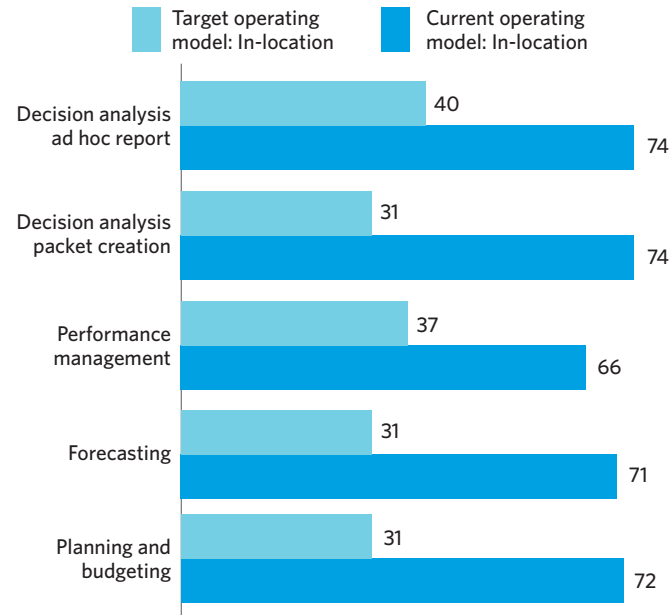 Target operating
model: In-location
Current operating
model: In-location
Decision analysis
ad hoc report
40
74
Decision analysis
packet creation
31
74
Performance
management
37
66
Forecasting
31
71
Planning and
budgeting
31
72